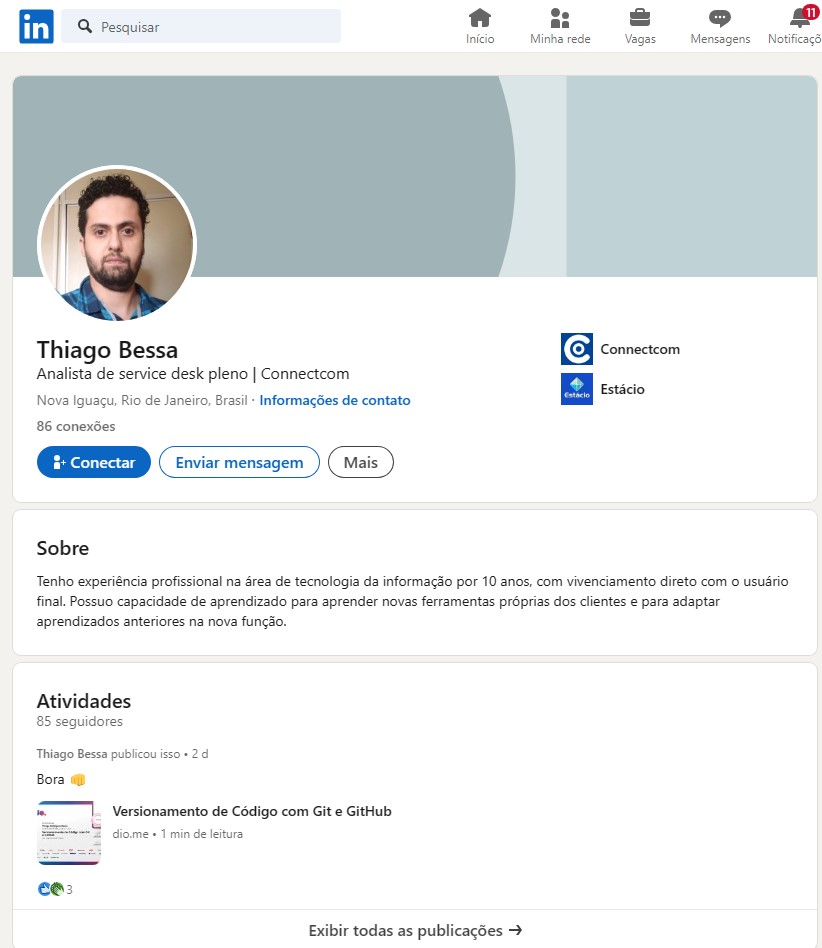 in
Pesquisar
Início
Minha rede
Vagas
Mensagens
11
Notificaçõ
Thiago Bessa
Analista de service desk pleno | Connectcom
Nova Iguaçu, Rio de Janeiro, Brasil · Informações de contato
86 conexões
Conectar
Enviar mensagem
Mais
Connectcom
Estácio
Estácio
Sobre
Tenho experiência profissional na área de tecnologia da informação por 10 anos, com vivenciamento direto com o usuário
final. Possuo capacidade de aprendizado para aprender novas ferramentas próprias dos clientes e para adaptar
aprendizados anteriores na nova função.
Atividades
85 seguidores
Thiago Bessa publicou isso • 2 d
Bora 👊
Versionamento de Código com Git e GitHub
dio.me • 1 min de leitura
3
Exibir todas as publicações →